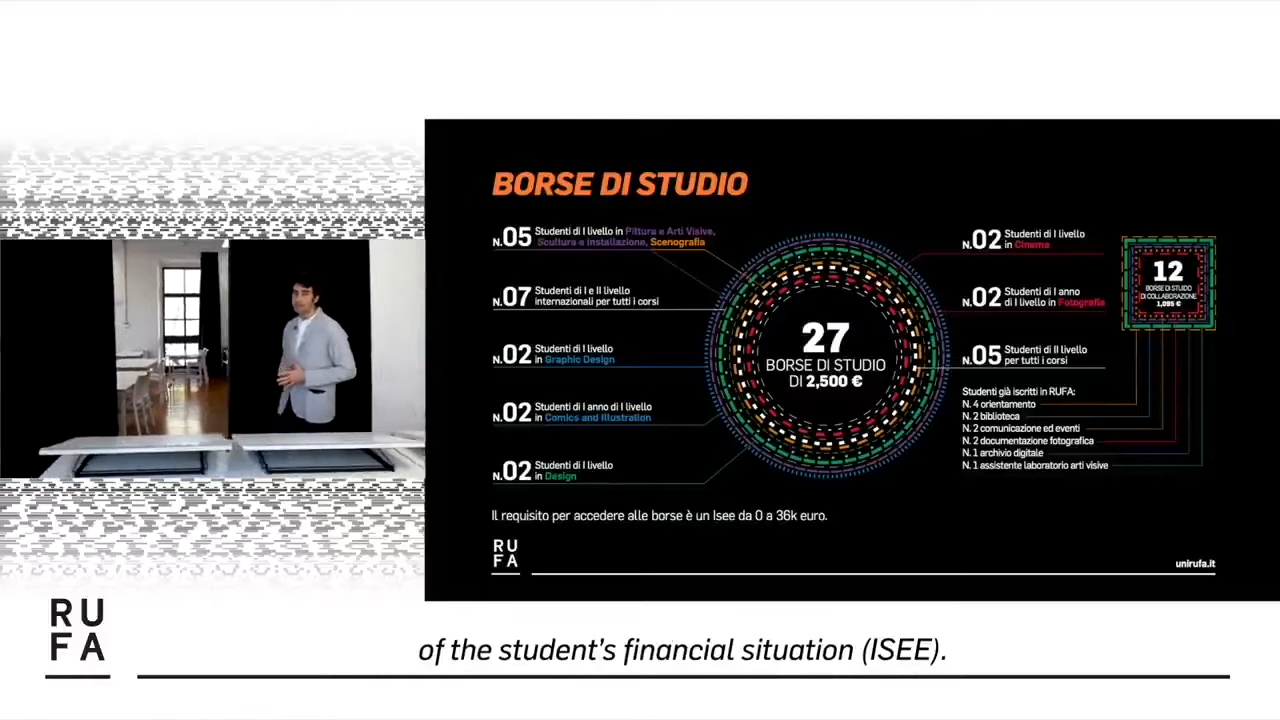 BORSE DI STUDIO
N.05 Studenti di I livello in Pittura e Arti Visive,
Scultura e Installazione, Scenografia
N.07 Studenti di I e II livello
internazionali per tutti i corsi
N.02 Studenti di I livello
in Graphic Design
N.02 Studenti di I anno di I livello
in Comics and Illustration
N.02 Studenti di I livello
in Design
27
BORSE DI STUDIO
DI 2,500 €
N.02 Studenti di I livello
in Cinema
N.02 Studenti di I anno
di I livello in Fotografia
N.05 Studenti di II livello
per tutti i corsi
12
BORSE DI STUDIO
DI COLLABORAZIONE
1,095 €
Studenti già iscritti in RUFA:
N. 4 orientamento
N. 2 biblioteca
N. 2 comunicazione ed eventi
N. 2 documentazione fotografica
N. 1 archivio digitale
N. 1 assistente laboratorio arti visive
Il requisito per accedere alle borse è un Isee da 0 a 36k euro.
RU
FA
unirufa.it
RU
FA
of the student's financial situation (ISEE).